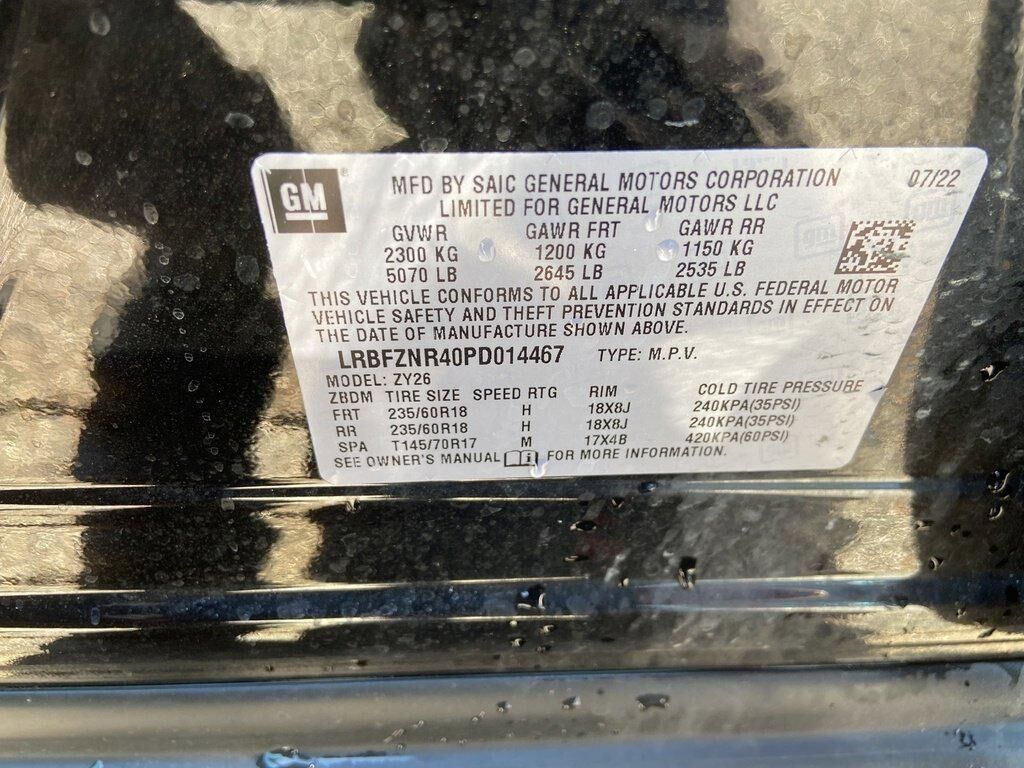 GM
MFD BY SAIC GENERAL MOTORS CORPORATION 07/22
LIMITED FOR GENERAL MOTORS LLC
GVWR GAWR FRT GAWR RR
2300 KG 1200 KG 1150 KG
5070 LB 2645 LB 2535 LB
THIS VEHICLE CONFORMS TO ALL APPLICABLE U.S. FEDERAL MOTOR
VEHICLE SAFETY AND THEFT PREVENTION STANDARDS IN EFFECT ON
THE DATE OF MANUFACTURE SHOWN ABOVE.
LRBFZNR40PD014467 TYPE: M.P.V.
MODEL: ZY26
ZBDM TIRE SIZE SPEED RTG RIM COLD TIRE PRESSURE
FRT 235/60R18 H 18X8J 240KPA(35PSI)
RR 235/60R18 H 18X8J 240KPA(35PSI)
SPA T145/70R17 M 17X4B 420KPA(60PSI)
SEE OWNER'S MANUAL i FOR MORE INFORMATION.